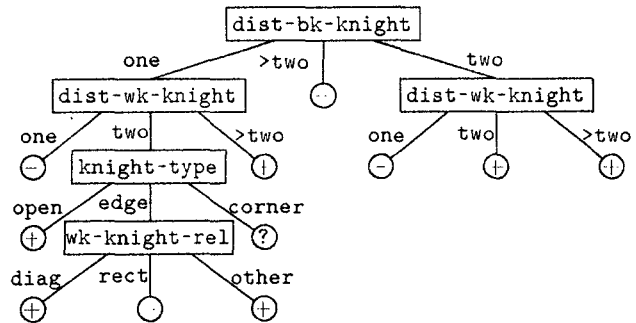 dist-bk-knight
one >two two
dist-wk-knight dist-wk-knight
one two >two one two >two
- knight-type + - + +
open edge corner
+ wk-knight-rel ?
diag rect other
+ - +